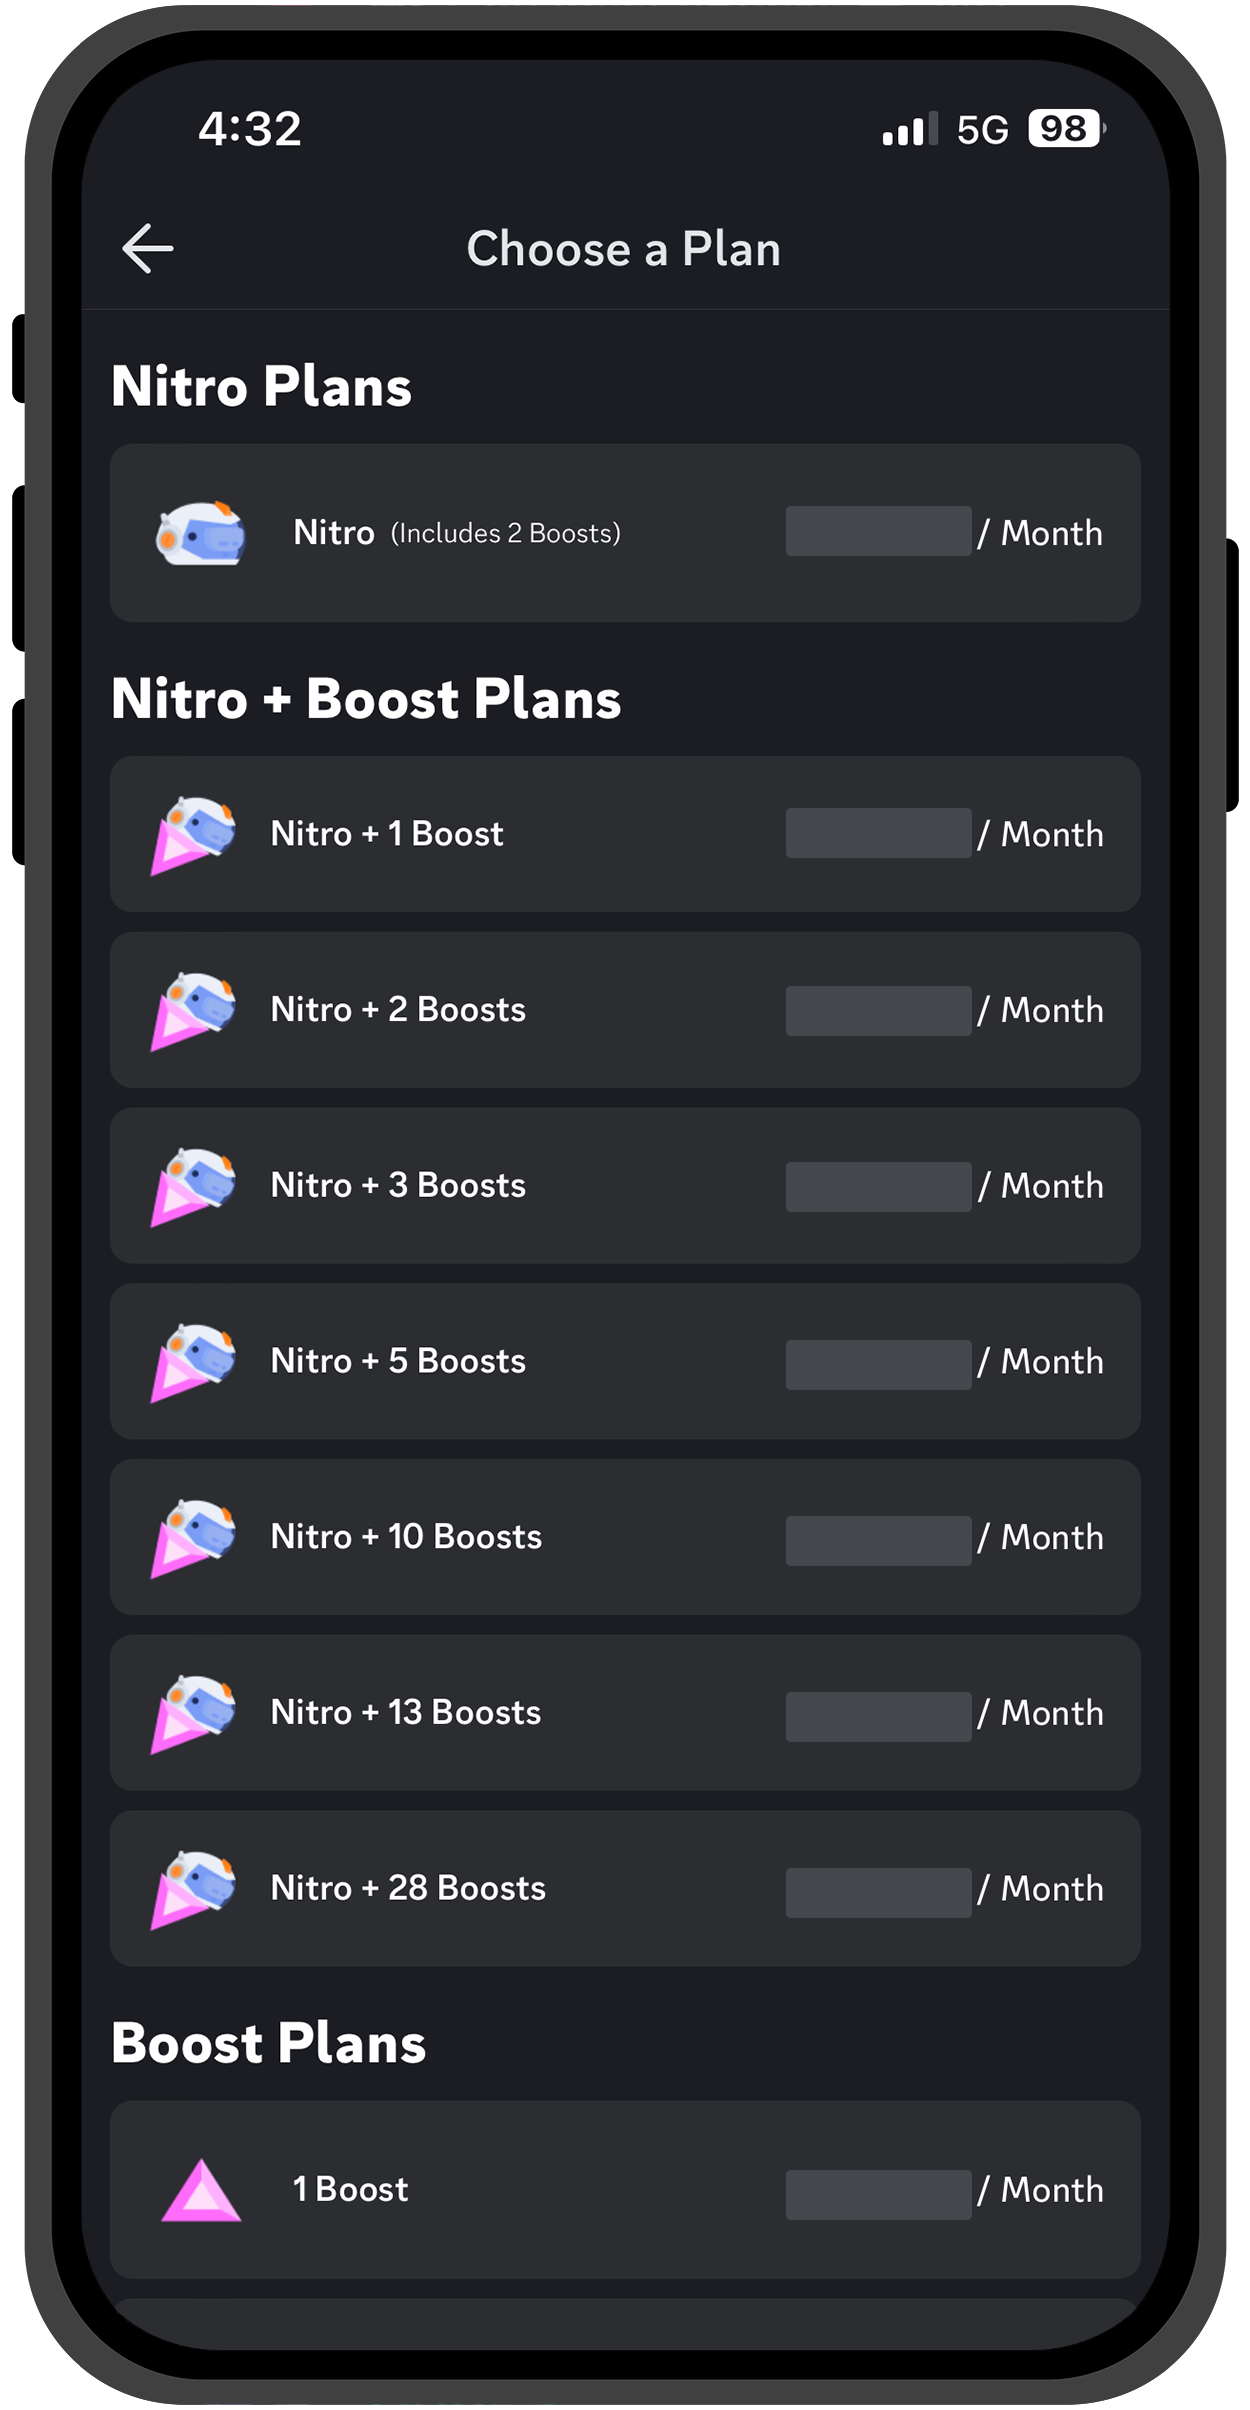 4:32 5G 98
Choose a Plan
Nitro Plans
Nitro (Includes 2 Boosts) / Month
Nitro + Boost Plans
Nitro + 1 Boost / Month
Nitro + 2 Boosts / Month
Nitro + 3 Boosts / Month
Nitro + 5 Boosts / Month
Nitro + 10 Boosts / Month
Nitro + 13 Boosts / Month
Nitro + 28 Boosts / Month
Boost Plans
1 Boost / Month